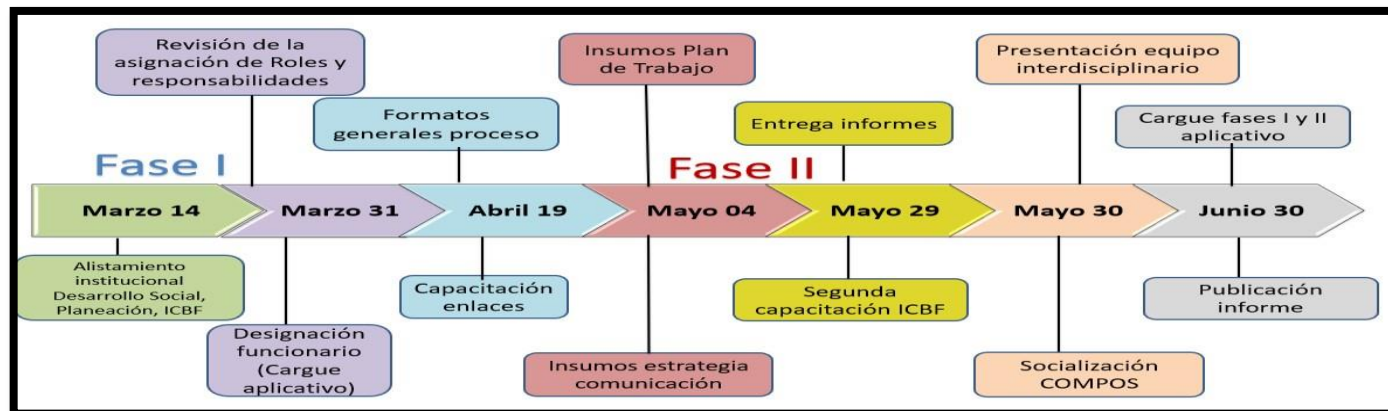 Revisión de la
asignación de Roles y
responsabilidades
Insumos Plan
de Trabajo
Presentación equipo
interdisciplinario
Formatos
generales proceso
Entrega informes
Cargue fases I y II
aplicativo
Fase I
Fase II
Marzo 14
Marzo 31
Abril 19
Mayo 04
Mayo 29
Mayo 30
Junio 30
Alistamiento
institucional
Desarrollo Social,
Planeación, ICBF
Capacitación
enlaces
Segunda
capacitación ICBF
Publicación
informe
Designación
funcionario
(Cargue
aplicativo)
Insumos estrategia
comunicación
Socialización
COMPOS